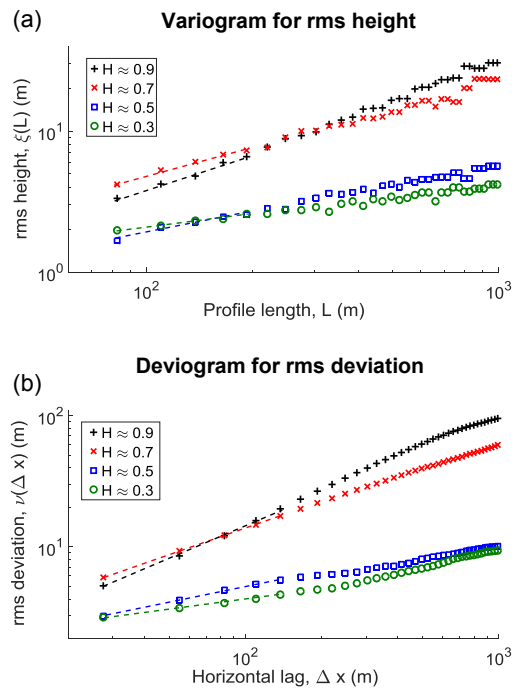 (a)
Variogram for rms height
H ≈ 0.9
H ≈ 0.7
H ≈ 0.5
H ≈ 0.3
rms height, ξ(L) (m)
10¹
10⁰
10²
10³
Profile length, L (m)
(b)
Deviogram for rms deviation
H ≈ 0.9
H ≈ 0.7
H ≈ 0.5
H ≈ 0.3
rms deviation, ν(Δ x) (m)
10²
10¹
10²
10³
Horizontal lag, Δ x (m)